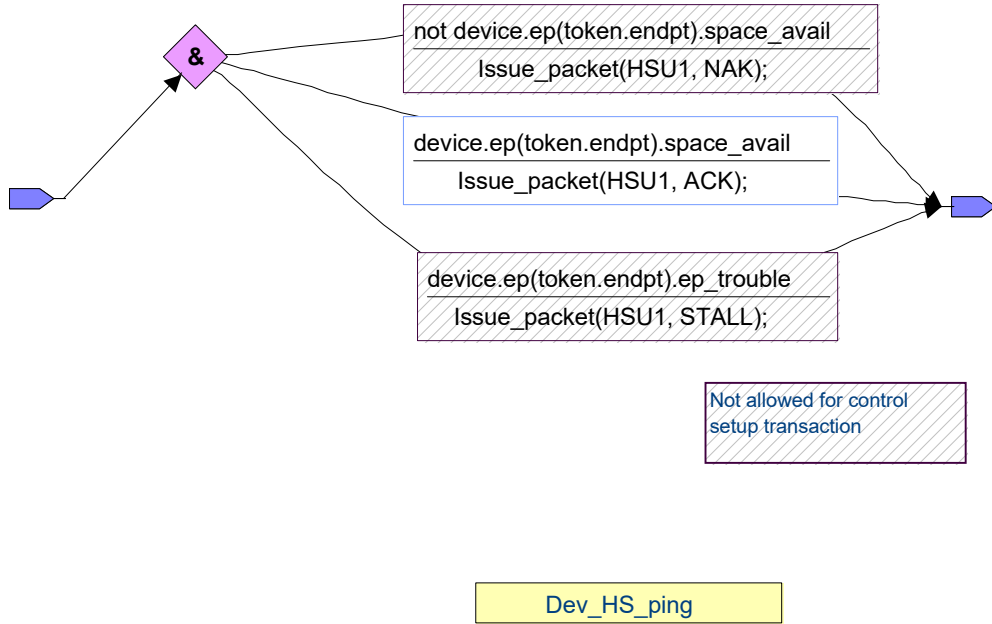 &
not device.ep(token.endpt).space_avail
Issue_packet(HSU1, NAK);
device.ep(token.endpt).space_avail
Issue_packet(HSU1, ACK);
device.ep(token.endpt).ep_trouble
Issue_packet(HSU1, STALL);
Not allowed for control
setup transaction
Dev_HS_ping